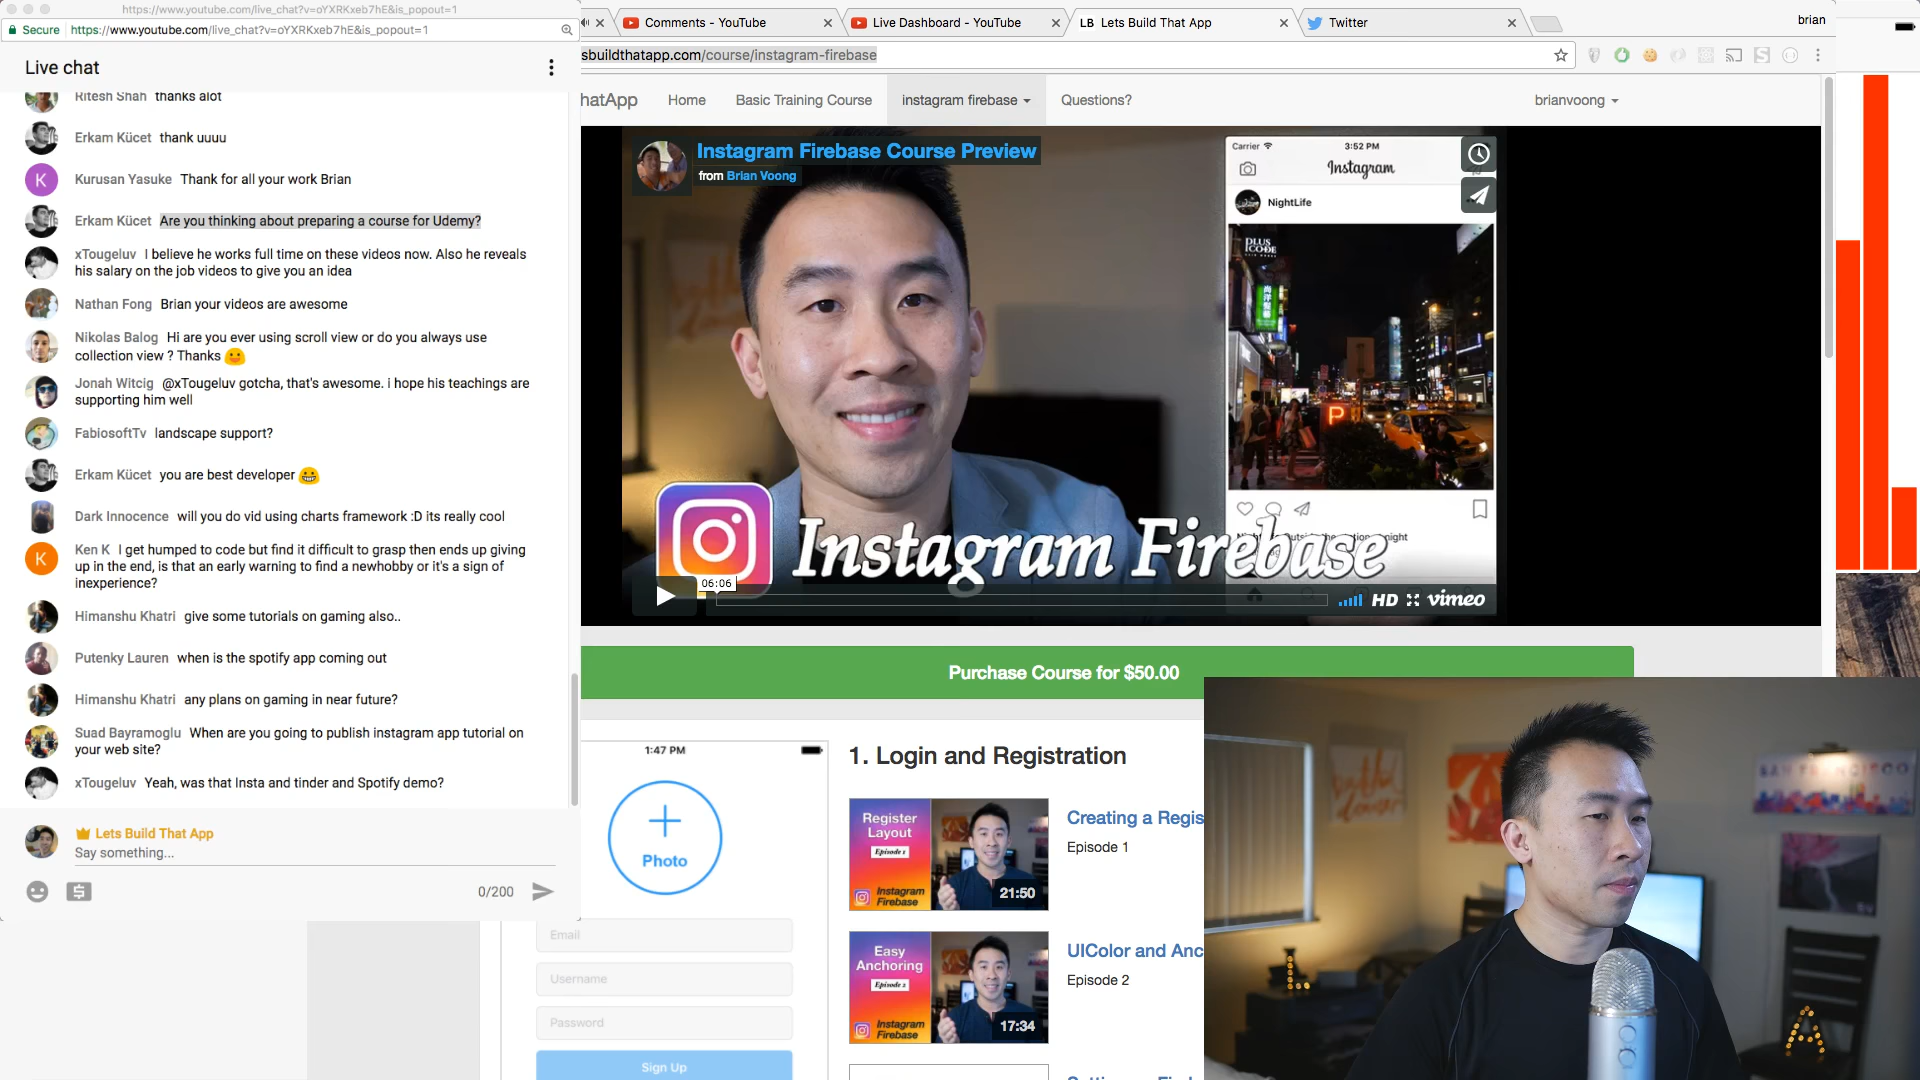 https://www.youtube.com/live_chat?v=oYXRKxeb7hE&is_popout=1
Secure https://www.youtube.com/live_chat?v=oYXRKxeb7hE&is_popout=1
Live chat
Ritesh Shah thanks alot
Erkam Kücet thank uuuu
K Kurusan Yasuke Thank for all your work Brian
Erkam Kücet Are you thinking about preparing a course for Udemy?
xTougeluv I believe he works full time on these videos now. Also he reveals
his salary on the job videos to give you an idea
Nathan Fong Brian your videos are awesome
Nikolas Balog Hi are you ever using scroll view or do you always use
collection view ? Thanks
Jonah Witcig @xTougeluv gotcha, that's awesome. i hope his teachings are
supporting him well
FabiosoftTv landscape support?
Erkam Kücet you are best developer
Dark Innocence will you do vid using charts framework :D its really cool
K Ken K I get humped to code but find it difficult to grasp then ends up giving
up in the end, is that an early warning to find a newhobby or it's a sign of
inexperience?
Himanshu Khatri give some tutorials on gaming also..
Putenky Lauren when is the spotify app coming out
Himanshu Khatri any plans on gaming in near future?
Suad Bayramoglu When are you going to publish instagram app tutorial on
your web site?
xTougeluv Yeah, was that Insta and tinder and Spotify demo?
Lets Build That App
Say something...
0/200
Comments - YouTube
Live Dashboard - YouTube
LB Lets Build That App
Twitter
brian
sbuildthatapp.com/course/instagram-firebase
hatApp Home Basic Training Course instagram firebase Questions? brianvoong
Instagram Firebase Course Preview
from Brian Voong
Carrier 3:52 PM
Instagram
NightLife
PLUS
CODE
P
Instagram Firebase
06:06
HD vimeo
Purchase Course for $50.00
1:47 PM
Photo
Email
Username
Password
Sign Up
1. Login and Registration
Register
Layout
Episode 1
Instagram
Firebase
21:50
Creating a Regis
Episode 1
Easy
Anchoring
Episode 2
Instagram
Firebase
17:34
UIColor and Anc
Episode 2
SAN FRANCISCO
L
A